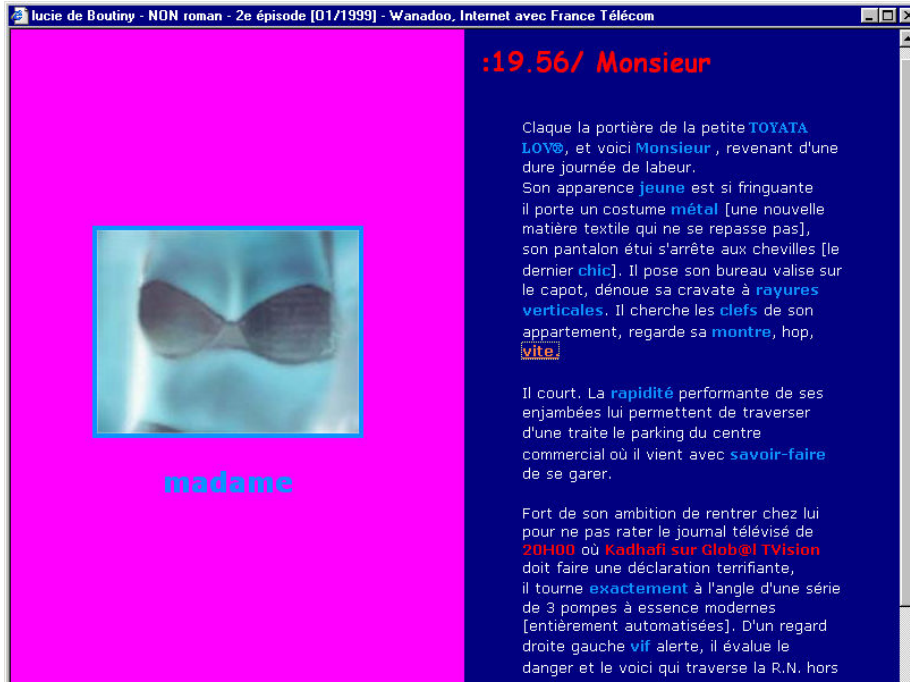 lucie de Boutiny - NON roman - 2e épisode [01/1999] - Wanadoo, Internet avec France Télécom
madame
:19.56/ Monsieur
Claque la portière de la petite TOYATA
LOV®, et voici Monsieur , revenant d'une
dure journée de labeur.
Son apparence jeune est si fringuante
il porte un costume métal [une nouvelle
matière textile qui ne se repasse pas],
son pantalon étui s'arrête aux chevilles [le
dernier chic]. Il pose son bureau valise sur
le capot, dénoue sa cravate à rayures
verticales. Il cherche les clefs de son
appartement, regarde sa montre, hop,
vite.
Il court. La rapidité performante de ses
enjambées lui permettent de traverser
d'une traite le parking du centre
commercial où il vient avec savoir-faire
de se garer.
Fort de son ambition de rentrer chez lui
pour ne pas rater le journal télévisé de
20H00 où Kadhafi sur Glob@l TVision
doit faire une déclaration terrifiante,
il tourne exactement à l'angle d'une série
de 3 pompes à essence modernes
[entièrement automatisées]. D'un regard
droite gauche vif alerte, il évalue le
danger et le voici qui traverse la R.N. hors